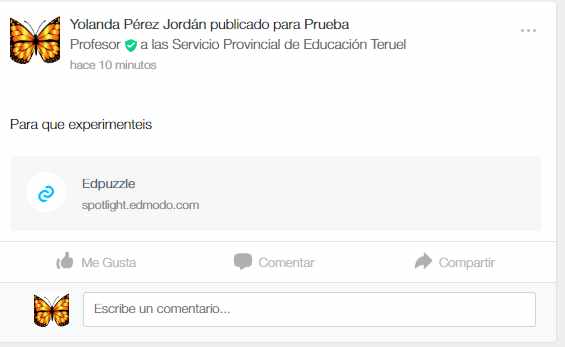 Yolanda Pérez Jordán publicado para Prueba
Profesor a las Servicio Provincial de Educación Teruel
hace 10 minutos
Para que experimenteis
Edpuzzle
spotlight.edmodo.com
Me Gusta
Comentar
Compartir
Escribe un comentario...